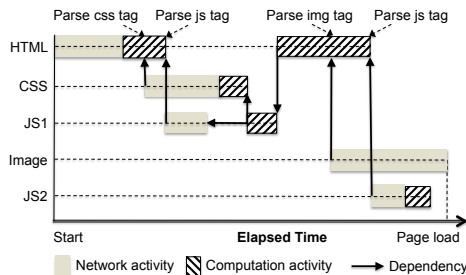 Parse css tag Parse js tag Parse img tag Parse js tag
HTML
CSS
JS1
Image
JS2
Start Elapsed Time Page load
Network activity Computation activity Dependency